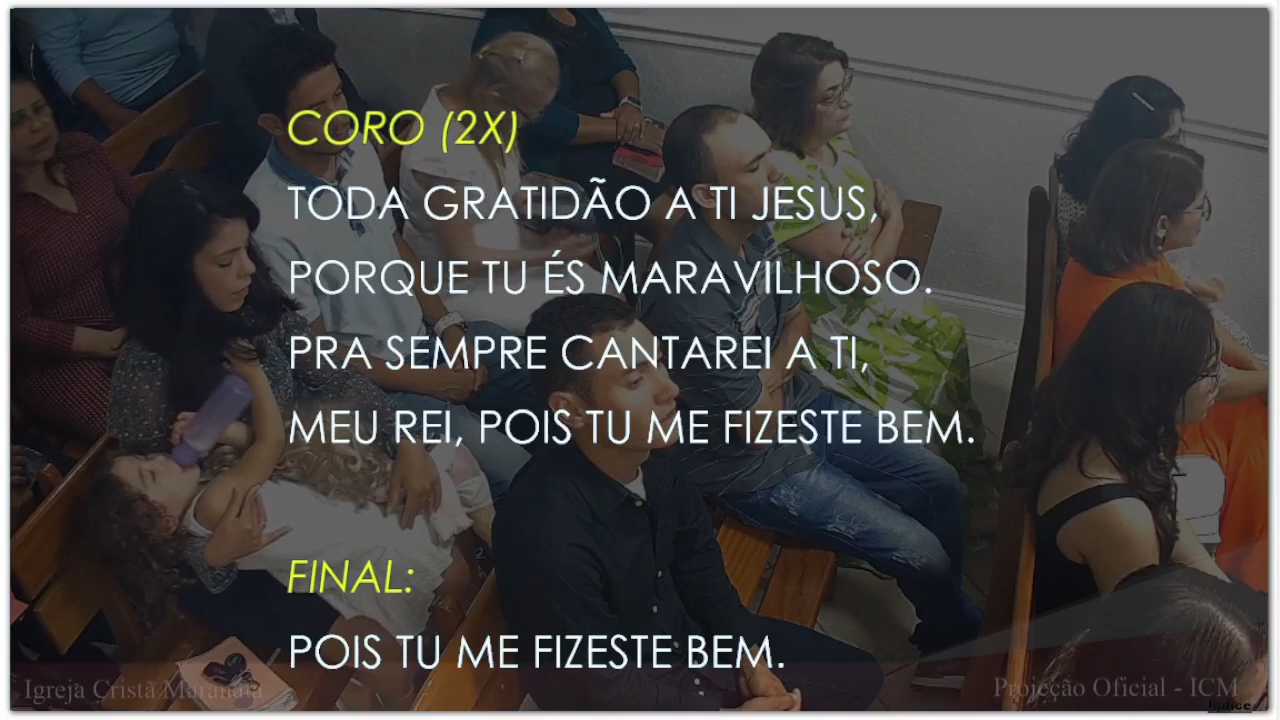 CORO (2X)
TODA GRATIDÃO A TI JESUS,
PORQUE TU ÉS MARAVILHOSO.
PRA SEMPRE CANTAREI A TI,
MEU REI, POIS TU ME FIZESTE BEM.
FINAL:
POIS TU ME FIZESTE BEM.
Igreja Cristã Maranata
Projeção Oficial - ICM
Índice